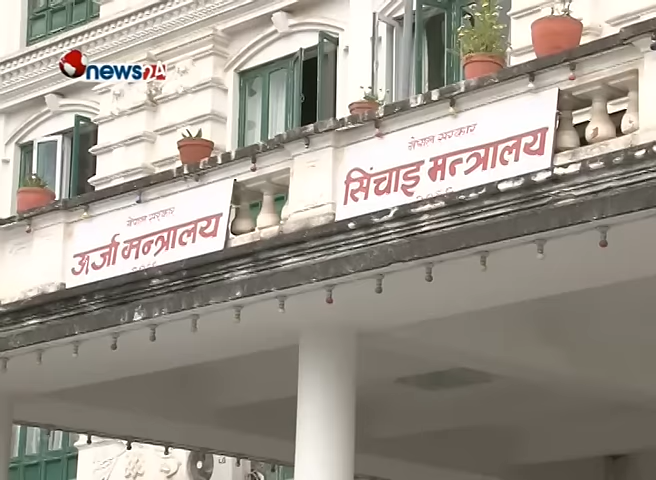 news24
नेपाल सरकार
ऊर्जा मन्त्रालय
नेपाल सरकार
सिंचाइ मन्त्रालय